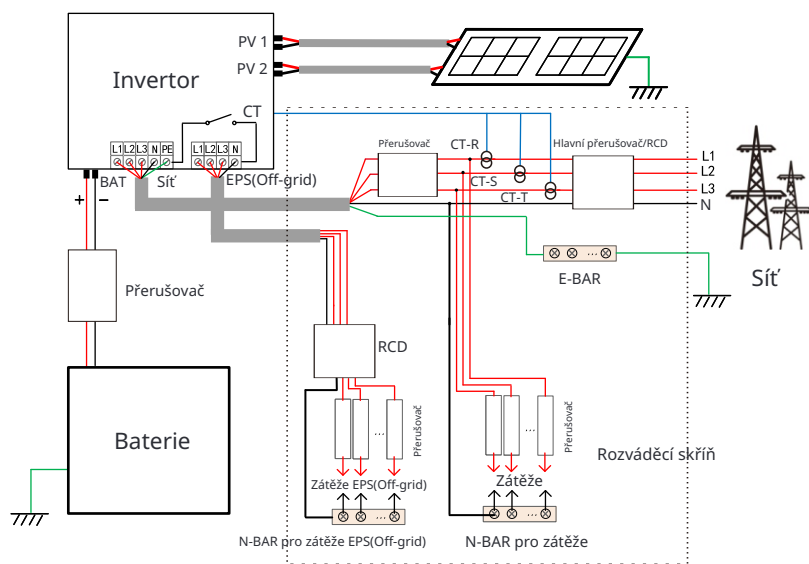 PV 1
PV 2
Invertor
CT
L1 L2 L3 N PE
L1 L2 L3 N
BAT
Síť
EPS(Off-grid)
+ −
Přerušovač
CT-R
CT-S
CT-T
Hlavní přerušovač/RCD
L1
L2
L3
N
Přerušovač
...
E-BAR
Síť
RCD
Baterie
...
Přerušovač
...
Přerušovač
Rozváděcí skříň
Zátěže EPS(Off-grid)
Zátěže
...
...
N-BAR pro zátěže EPS(Off-grid)
N-BAR pro zátěže